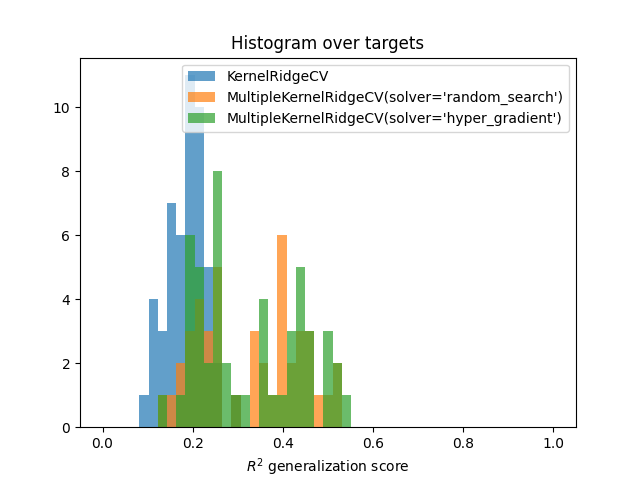 Histogram over targets
KernelRidgeCV
MultipleKernelRidgeCV(solver='random_search')
MultipleKernelRidgeCV(solver='hyper_gradient')
10
8
6
4
2
0
0.0 0.2 0.4 0.6 0.8 1.0
R² generalization score